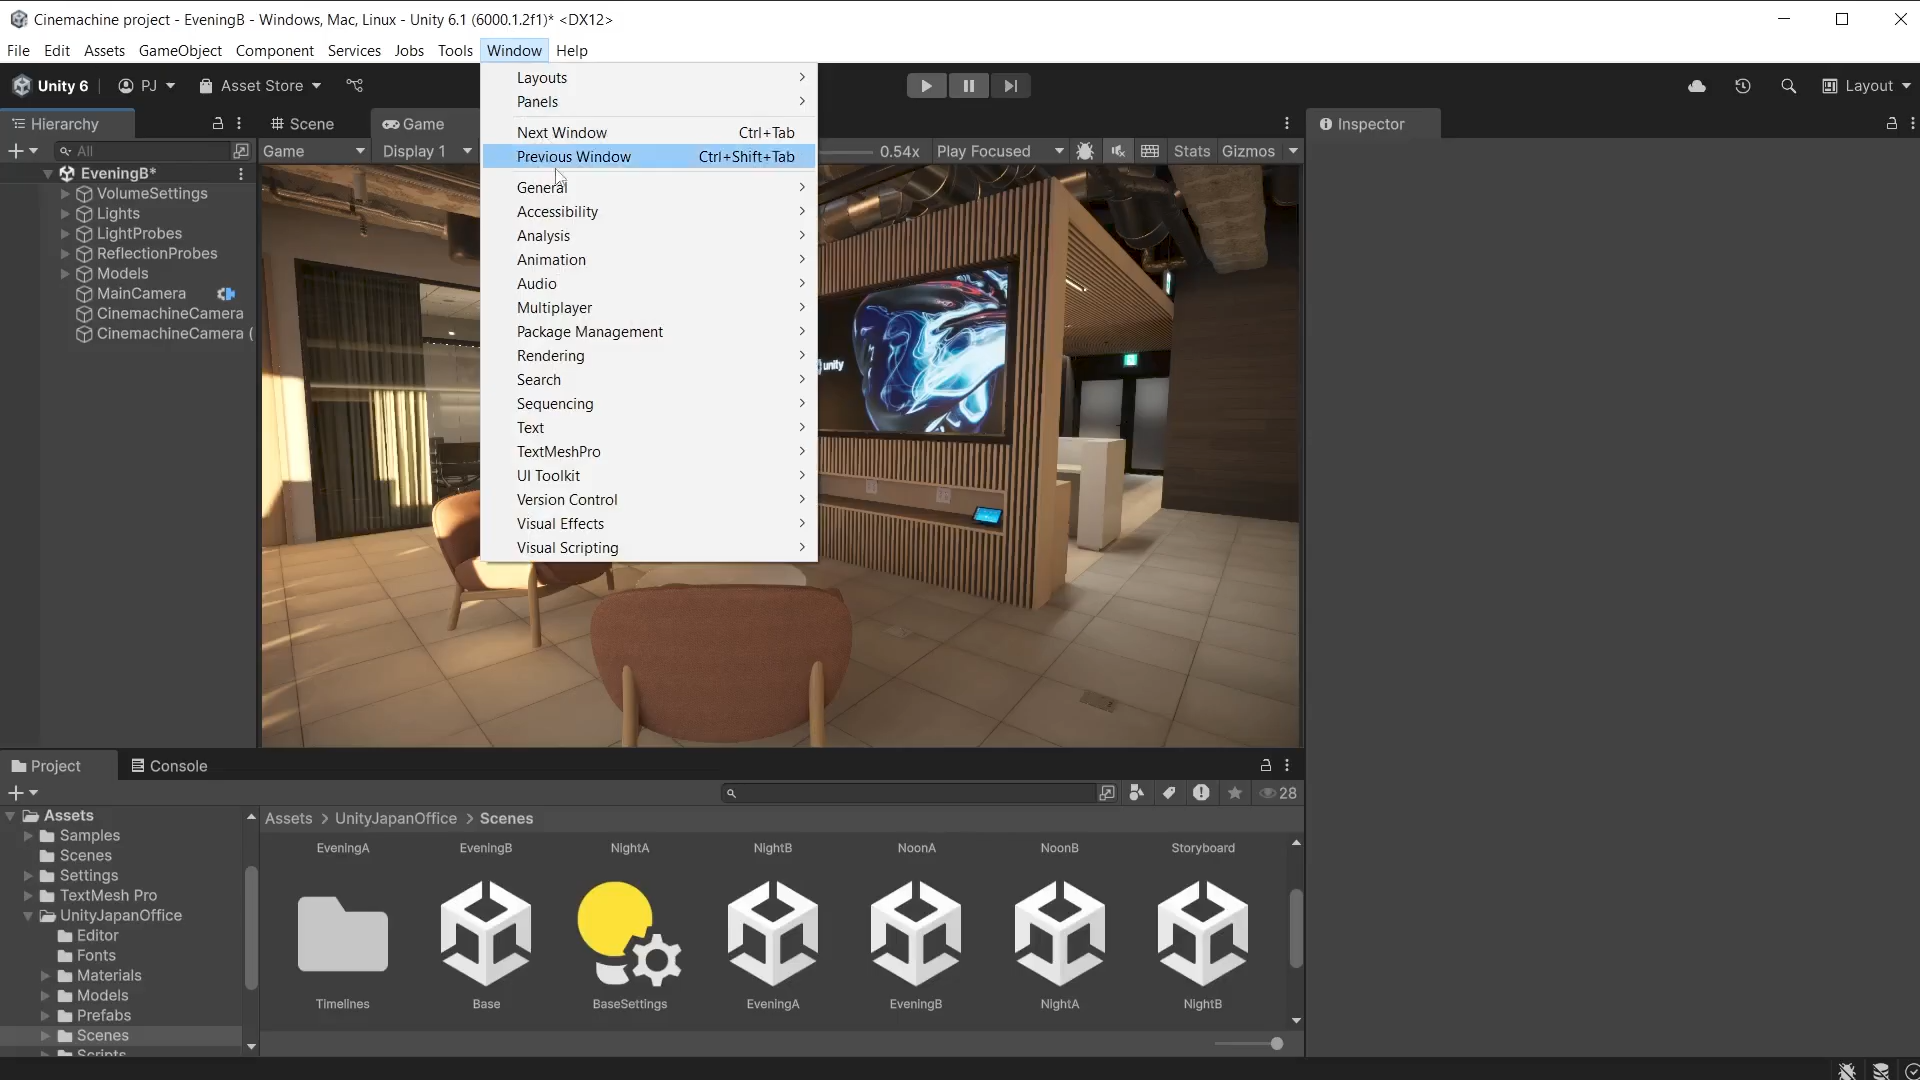 Cinemachine project - EveningB - Windows, Mac, Linux - Unity 6.1 (6000.1.2f1)* <DX12>
File Edit Assets GameObject Component Services Jobs Tools Window Help
Unity 6 PJ Asset Store Layout
Layouts
Panels
Next Window Ctrl+Tab
Previous Window Ctrl+Shift+Tab
General
Accessibility
Analysis
Animation
Audio
Multiplayer
Package Management
Rendering
Search
Sequencing
Text
TextMeshPro
UI Toolkit
Version Control
Visual Effects
Visual Scripting
Hierarchy
All
EveningB*
VolumeSettings
Lights
LightProbes
ReflectionProbes
Models
MainCamera
CinemachineCamera
CinemachineCamera (
Scene Game
Game Display 1 0.54x Play Focused Stats Gizmos
unity
Inspector
Project Console
28
Assets
Samples
Scenes
Settings
TextMesh Pro
UnityJapanOffice
Editor
Fonts
Materials
Models
Prefabs
Scenes
Scripts
Assets > UnityJapanOffice > Scenes
EveningA EveningB NightA NightB NoonA NoonB Storyboard
Timelines Base BaseSettings EveningA EveningB NightA NightB